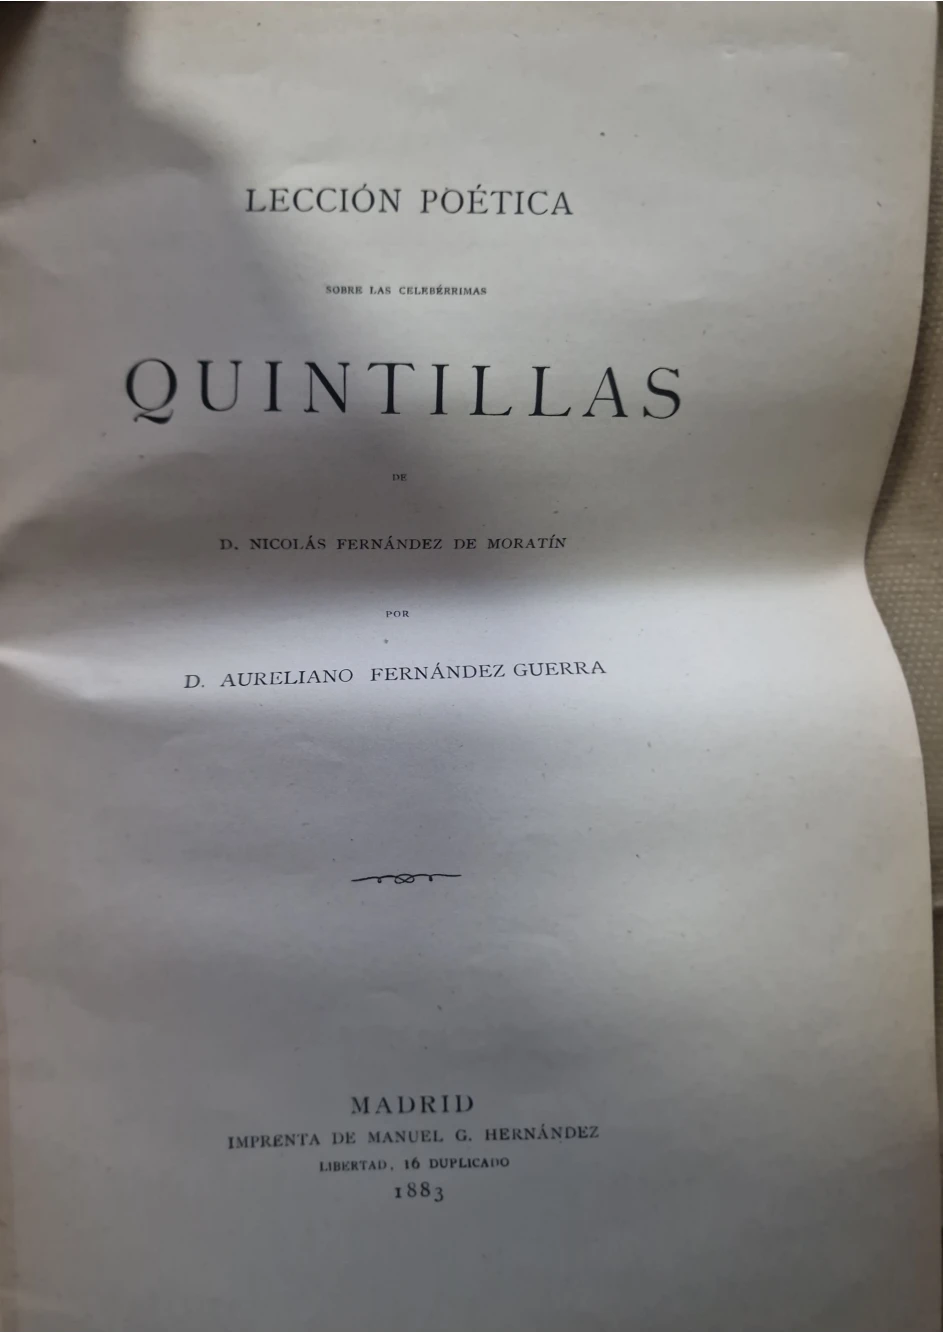 LECCIÓN POÉTICA
SOBRE LAS CELEBÉRRIMAS
QUINTILLAS
DE
D. NICOLÁS FERNÁNDEZ DE MORATÍN
POR
D. AURELIANO FERNÁNDEZ GUERRA
MADRID
IMPRENTA DE MANUEL G. HERNÁNDEZ
LIBERTAD, 16 DUPLICADO
1883